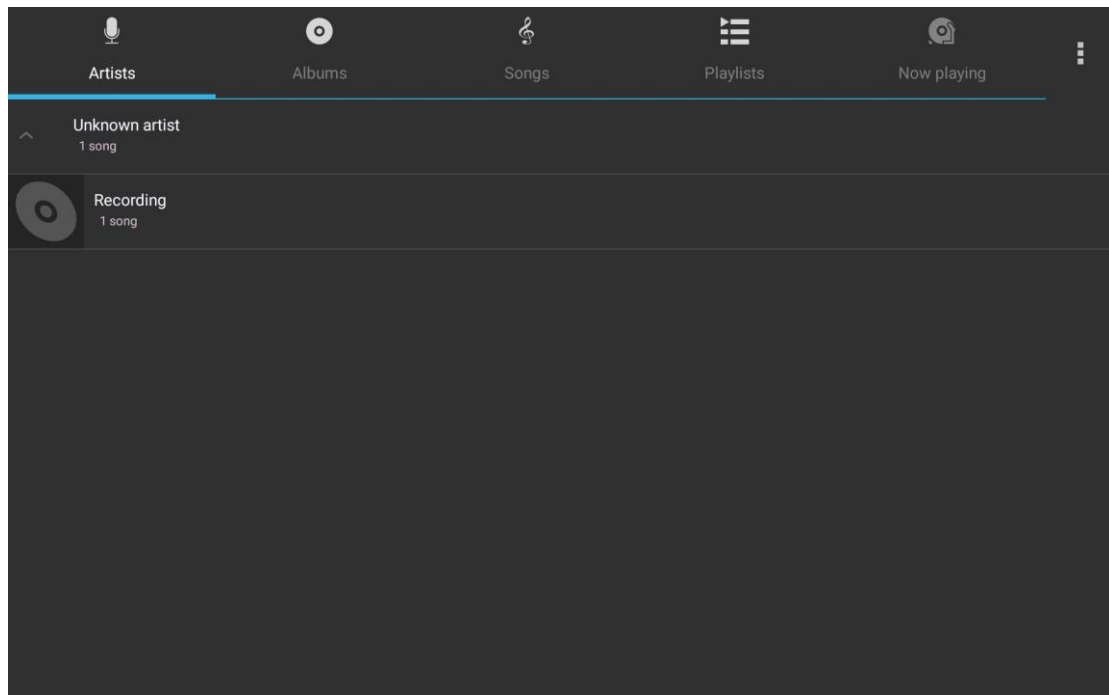 Artists
Albums
Songs
Playlists
Now playing
Unknown artist
1 song
Recording
1 song